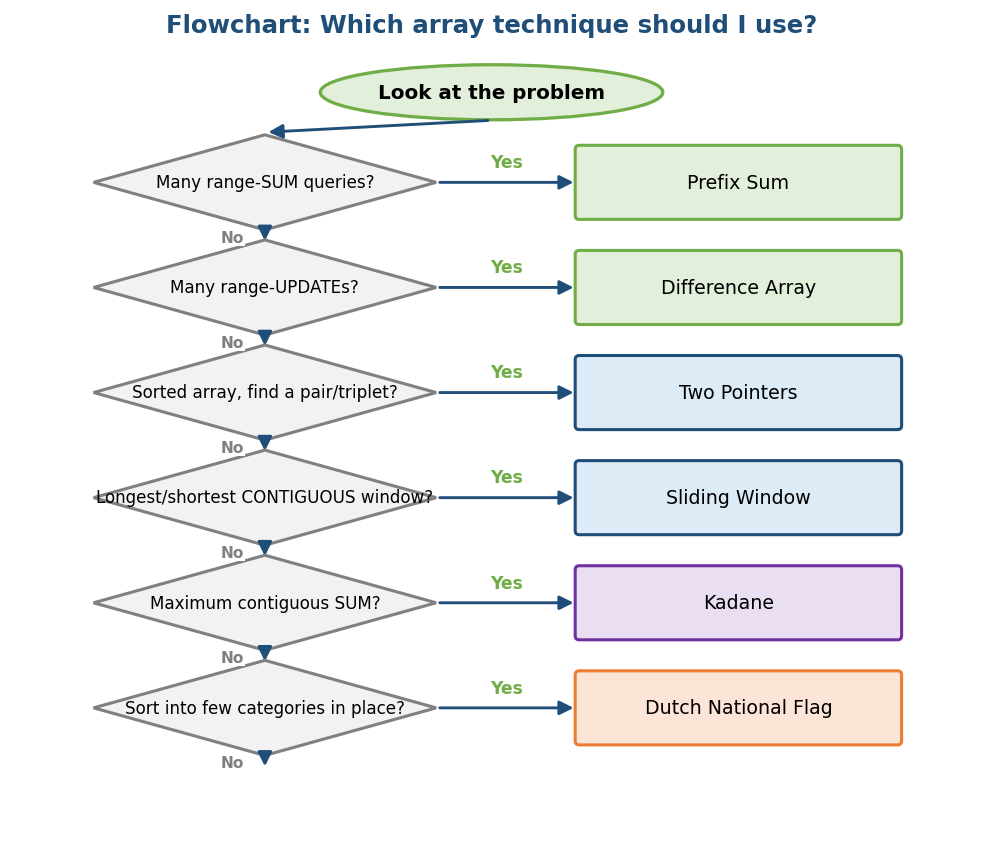 Flowchart: Which array technique should I use?
Look at the problem
Many range-SUM queries?
Yes
Prefix Sum
No
Many range-UPDATEs?
Yes
Difference Array
No
Sorted array, find a pair/triplet?
Yes
Two Pointers
No
Longest/shortest CONTIGUOUS window?
Yes
Sliding Window
No
Maximum contiguous SUM?
Yes
Kadane
No
Sort into few categories in place?
Yes
Dutch National Flag
No